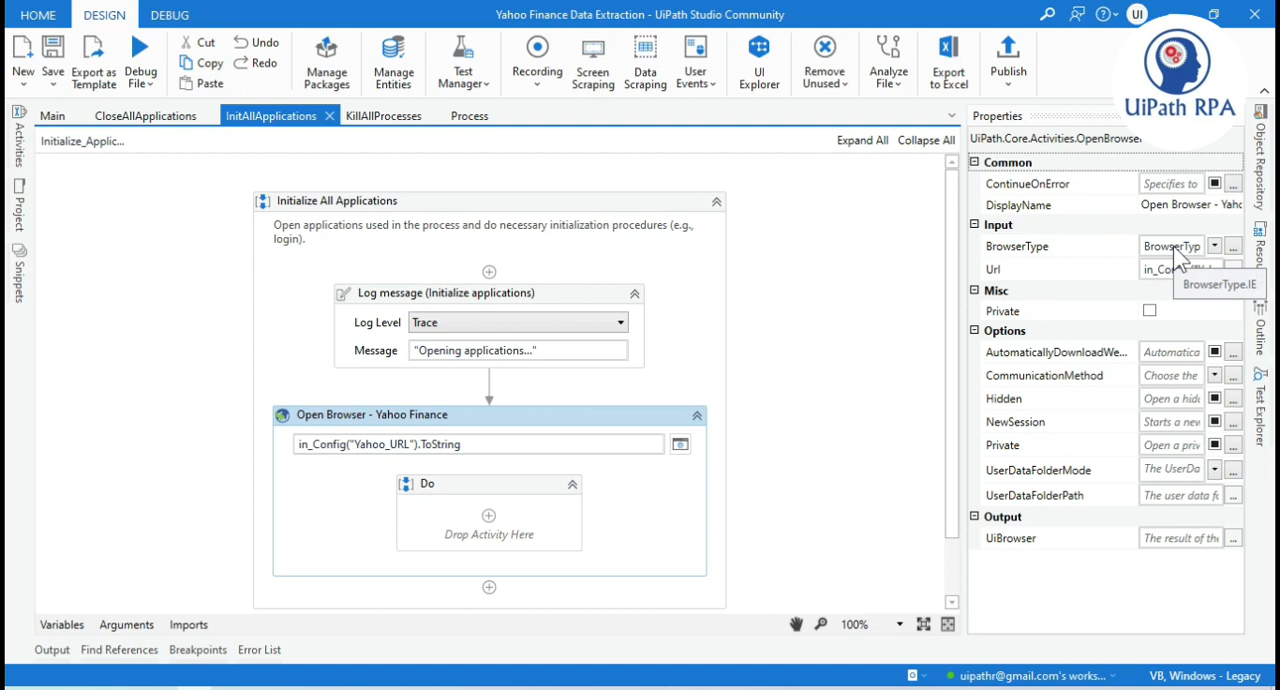 HOME DESIGN DEBUG Yahoo Finance Data Extraction - UiPath Studio Community UI
New Save Export as Template Debug File Cut Copy Paste Undo Redo Manage Packages Manage Entities Test Manager Recording Screen Scraping Data Scraping User Events UI Explorer Remove Unused Analyze File Export to Excel Publish
UiPath RPA
Main CloseAllApplications InitAllApplications KillAllProcesses Process
Initialize_Applic... Expand All Collapse All
Activities
Project
Snippets
Initialize All Applications
Open applications used in the process and do necessary initialization procedures (e.g.,
login).
Log message (Initialize applications)
Log Level Trace
Message "Opening applications..."
Open Browser - Yahoo Finance
in_Config("Yahoo_URL").ToString
Do
Drop Activity Here
Properties
UiPath.Core.Activities.OpenBrowser
Common
ContinueOnError Specifies to ...
DisplayName Open Browser - Yaho
Input
BrowserType BrowserTyp ...
Url
BrowserType.IE
Misc
Private
Options
AutomaticallyDownloadWe... Automatica ...
CommunicationMethod Choose the ...
Hidden Open a hid ...
NewSession Starts a new ...
Private Open a priv ...
UserDataFolderMode The UserDa ...
UserDataFolderPath The user data fo ...
Output
UiBrowser The result of the ...
Object Repository
Outline
Test Explorer
Variables Arguments Imports 100%
Output Find References Breakpoints Error List
uipathr@gmail.com's works... VB, Windows - Legacy